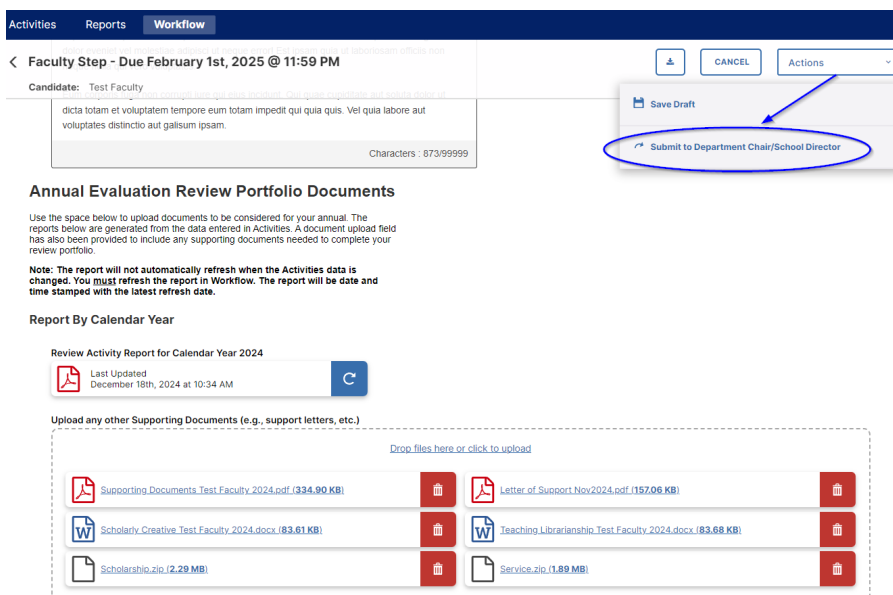 Activities Reports Workflow
Faculty Step - Due February 1st, 2025 @ 11:59 PM
CANCEL
Actions
Candidate: Test Faculty
Save Draft
Submit to Department Chair/School Director
dicta totam et voluptatem tempore eum totam impedit qui quia quis. Vel quia labore aut
voluptates distinctio aut galisum ipsam.
Characters : 873/99999
Annual Evaluation Review Portfolio Documents
Use the space below to upload documents to be considered for your annual. The
reports below are generated from the data entered in Activities. A document upload field
has also been provided to include any supporting documents needed to complete your
review portfolio.
Note: The report will not automatically refresh when the Activities data is
changed. You must refresh the report in Workflow. The report will be date and
time stamped with the latest refresh date.
Report By Calendar Year
Review Activity Report for Calendar Year 2024
Last Updated
December 18th, 2024 at 10:34 AM
Upload any other Supporting Documents (e.g., support letters, etc.)
Drop files here or click to upload
Supporting Documents Test Faculty 2024.pdf (334.90 KB)
Letter of Support Nov2024.pdf (157.06 KB)
Scholarly Creative Test Faculty 2024.docx (83.61 KB)
Teaching Librarianship Test Faculty 2024.docx (83.68 KB)
Scholarship.zip (2.29 MB)
Service.zip (1.89 MB)